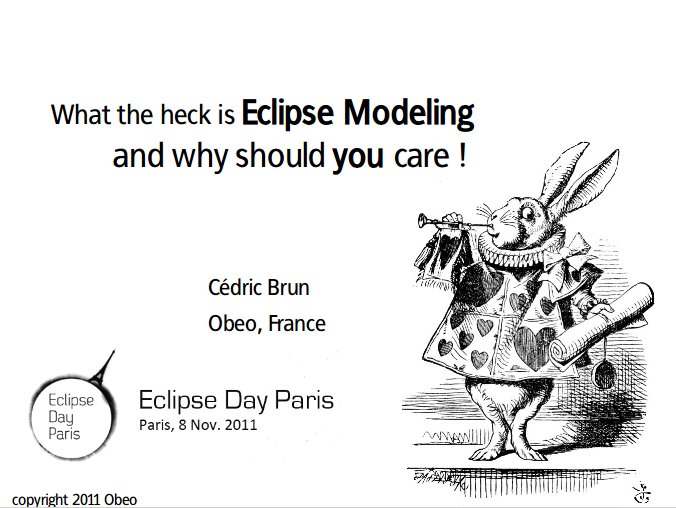 What the heck is Eclipse Modeling
and why should you care !
Cédric Brun
Obeo, France
Eclipse
Day
Paris
Eclipse Day Paris
Paris, 8 Nov. 2011
copyright 2011 Obeo